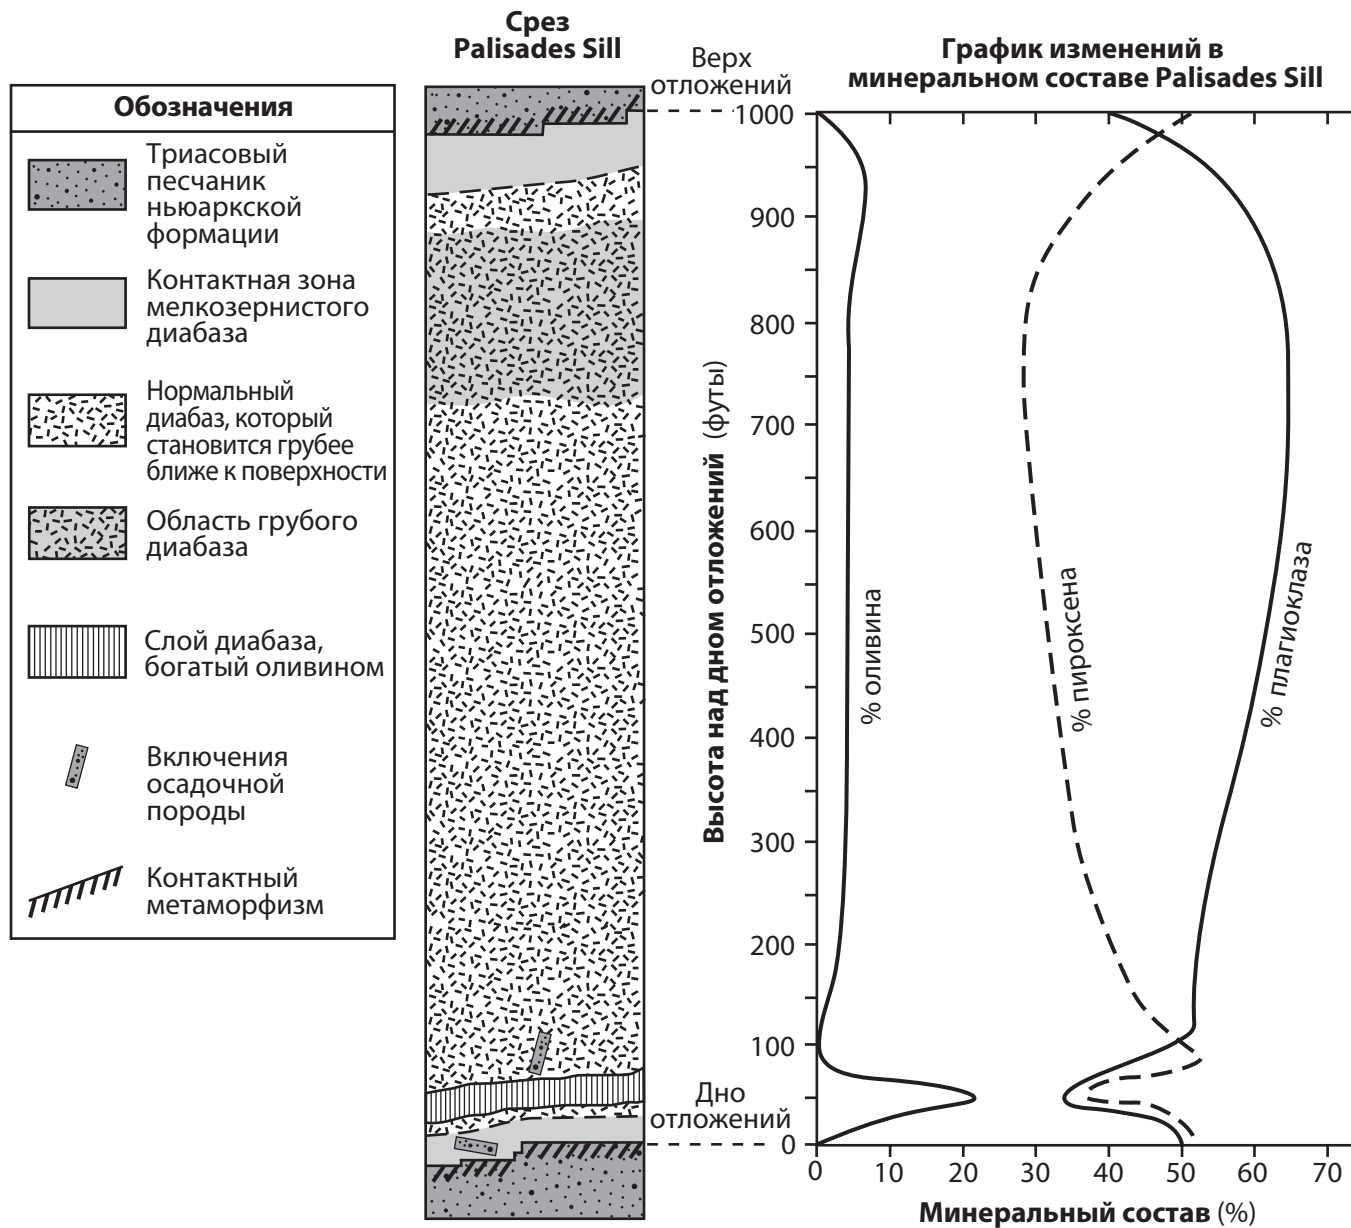 Срез
Palisades Sill
Обозначения
Триасовый
песчаник
ньюаркской
формации
Контактная зона
мелкозернистого
диабаза
Нормальный
диабаз, который
становится грубее
ближе к поверхности
Область грубого
диабаза
Слой диабаза,
богатый оливином
Включения
осадочной
породы
Контактный
метаморфизм
Верх
отложений
Дно
отложений
График изменений в
минеральном составе Palisades Sill
Высота над дном отложений (футы)
1000
900
800
700
600
500
400
300
200
100
0
% оливина
% пироксена
% плагиоклаза
0 10 20 30 40 50 60 70
Минеральный состав (%)